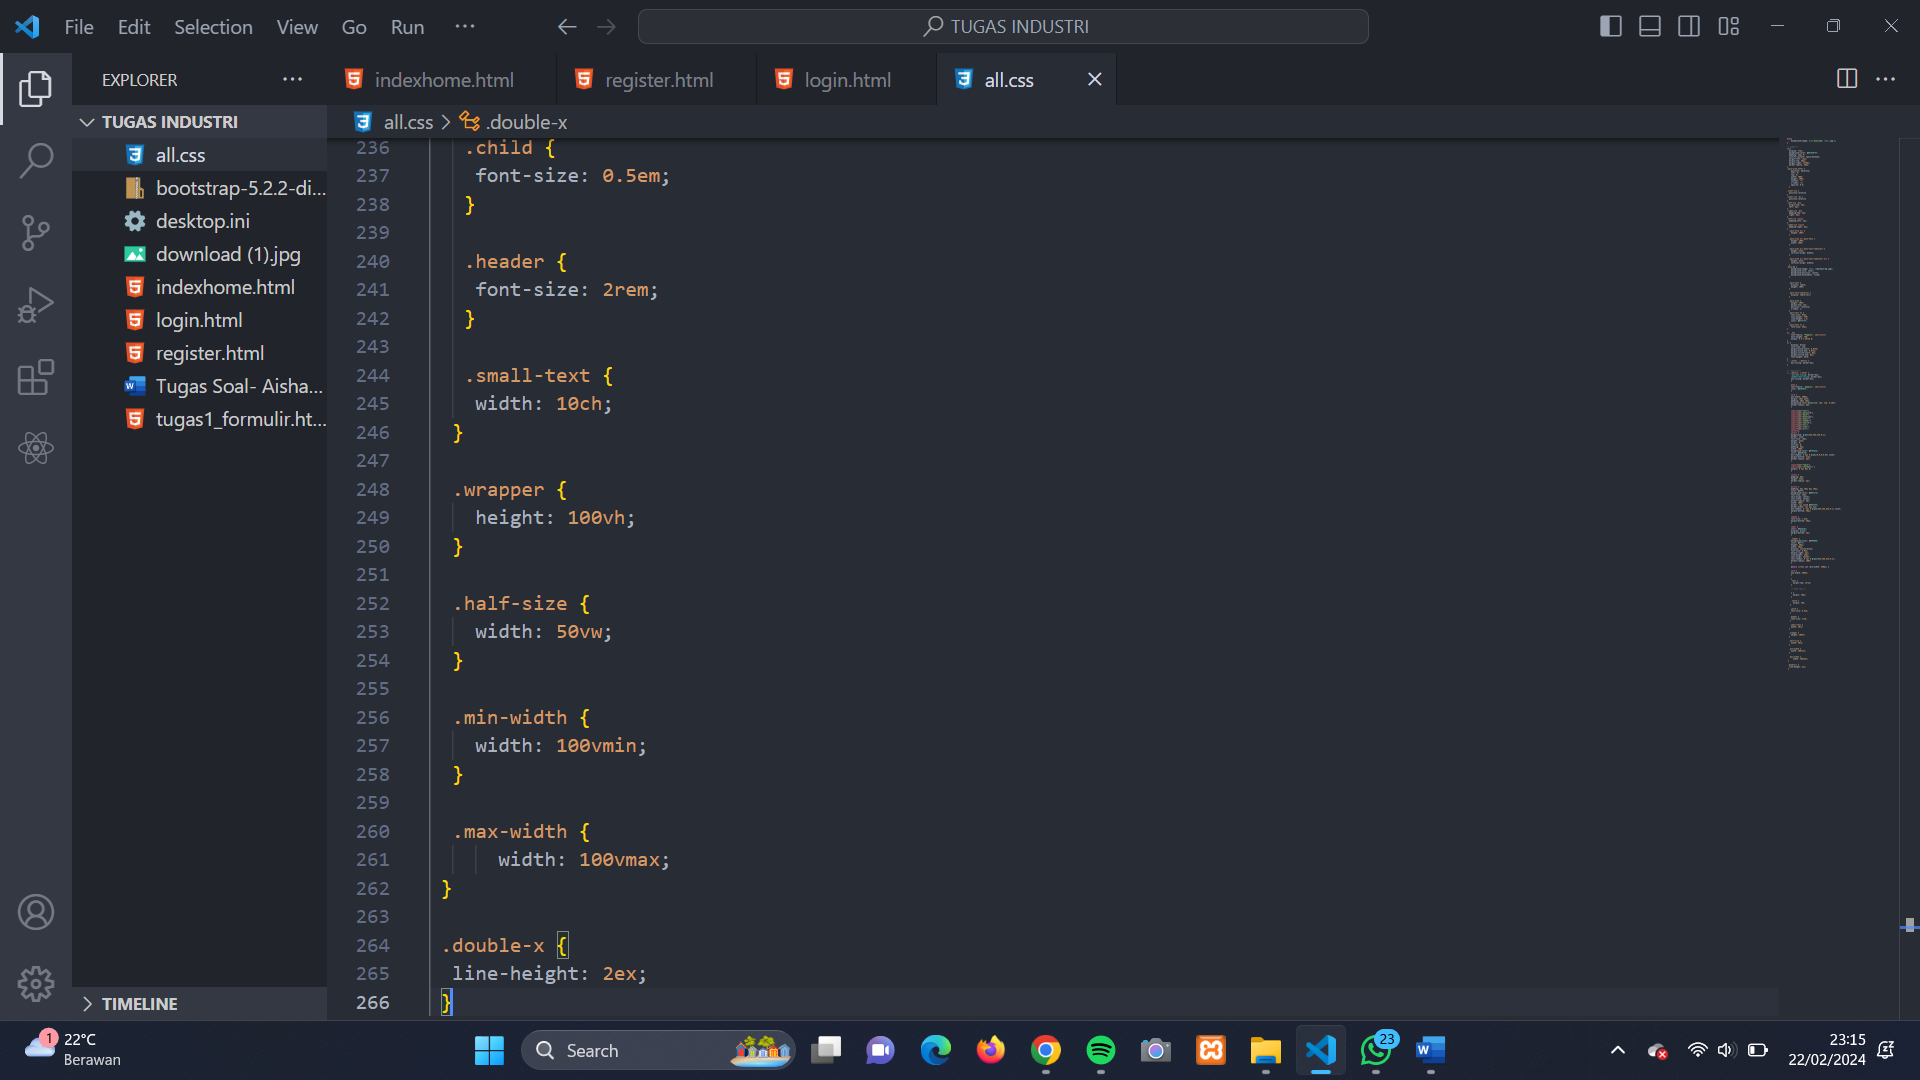 File Edit Selection View Go Run ···
TUGAS INDUSTRI
EXPLORER ···
indexhome.html
register.html
login.html
all.css
TUGAS INDUSTRI
all.css
bootstrap-5.2.2-di...
desktop.ini
download (1).jpg
indexhome.html
login.html
register.html
Tugas Soal- Aisha...
tugas1_formulir.ht...
TIMELINE
all.css > .double-x
236 .child {
237 font-size: 0.5em;
238 }
239
240 .header {
241 font-size: 2rem;
242 }
243
244 .small-text {
245 width: 10ch;
246 }
247
248 .wrapper {
249 height: 100vh;
250 }
251
252 .half-size {
253 width: 50vw;
254 }
255
256 .min-width {
257 width: 100vmin;
258 }
259
260 .max-width {
261 width: 100vmax;
262 }
263
264 .double-x {
265 line-height: 2ex;
266 }
1
22°C
Berawan
Search
23
23:15
22/02/2024